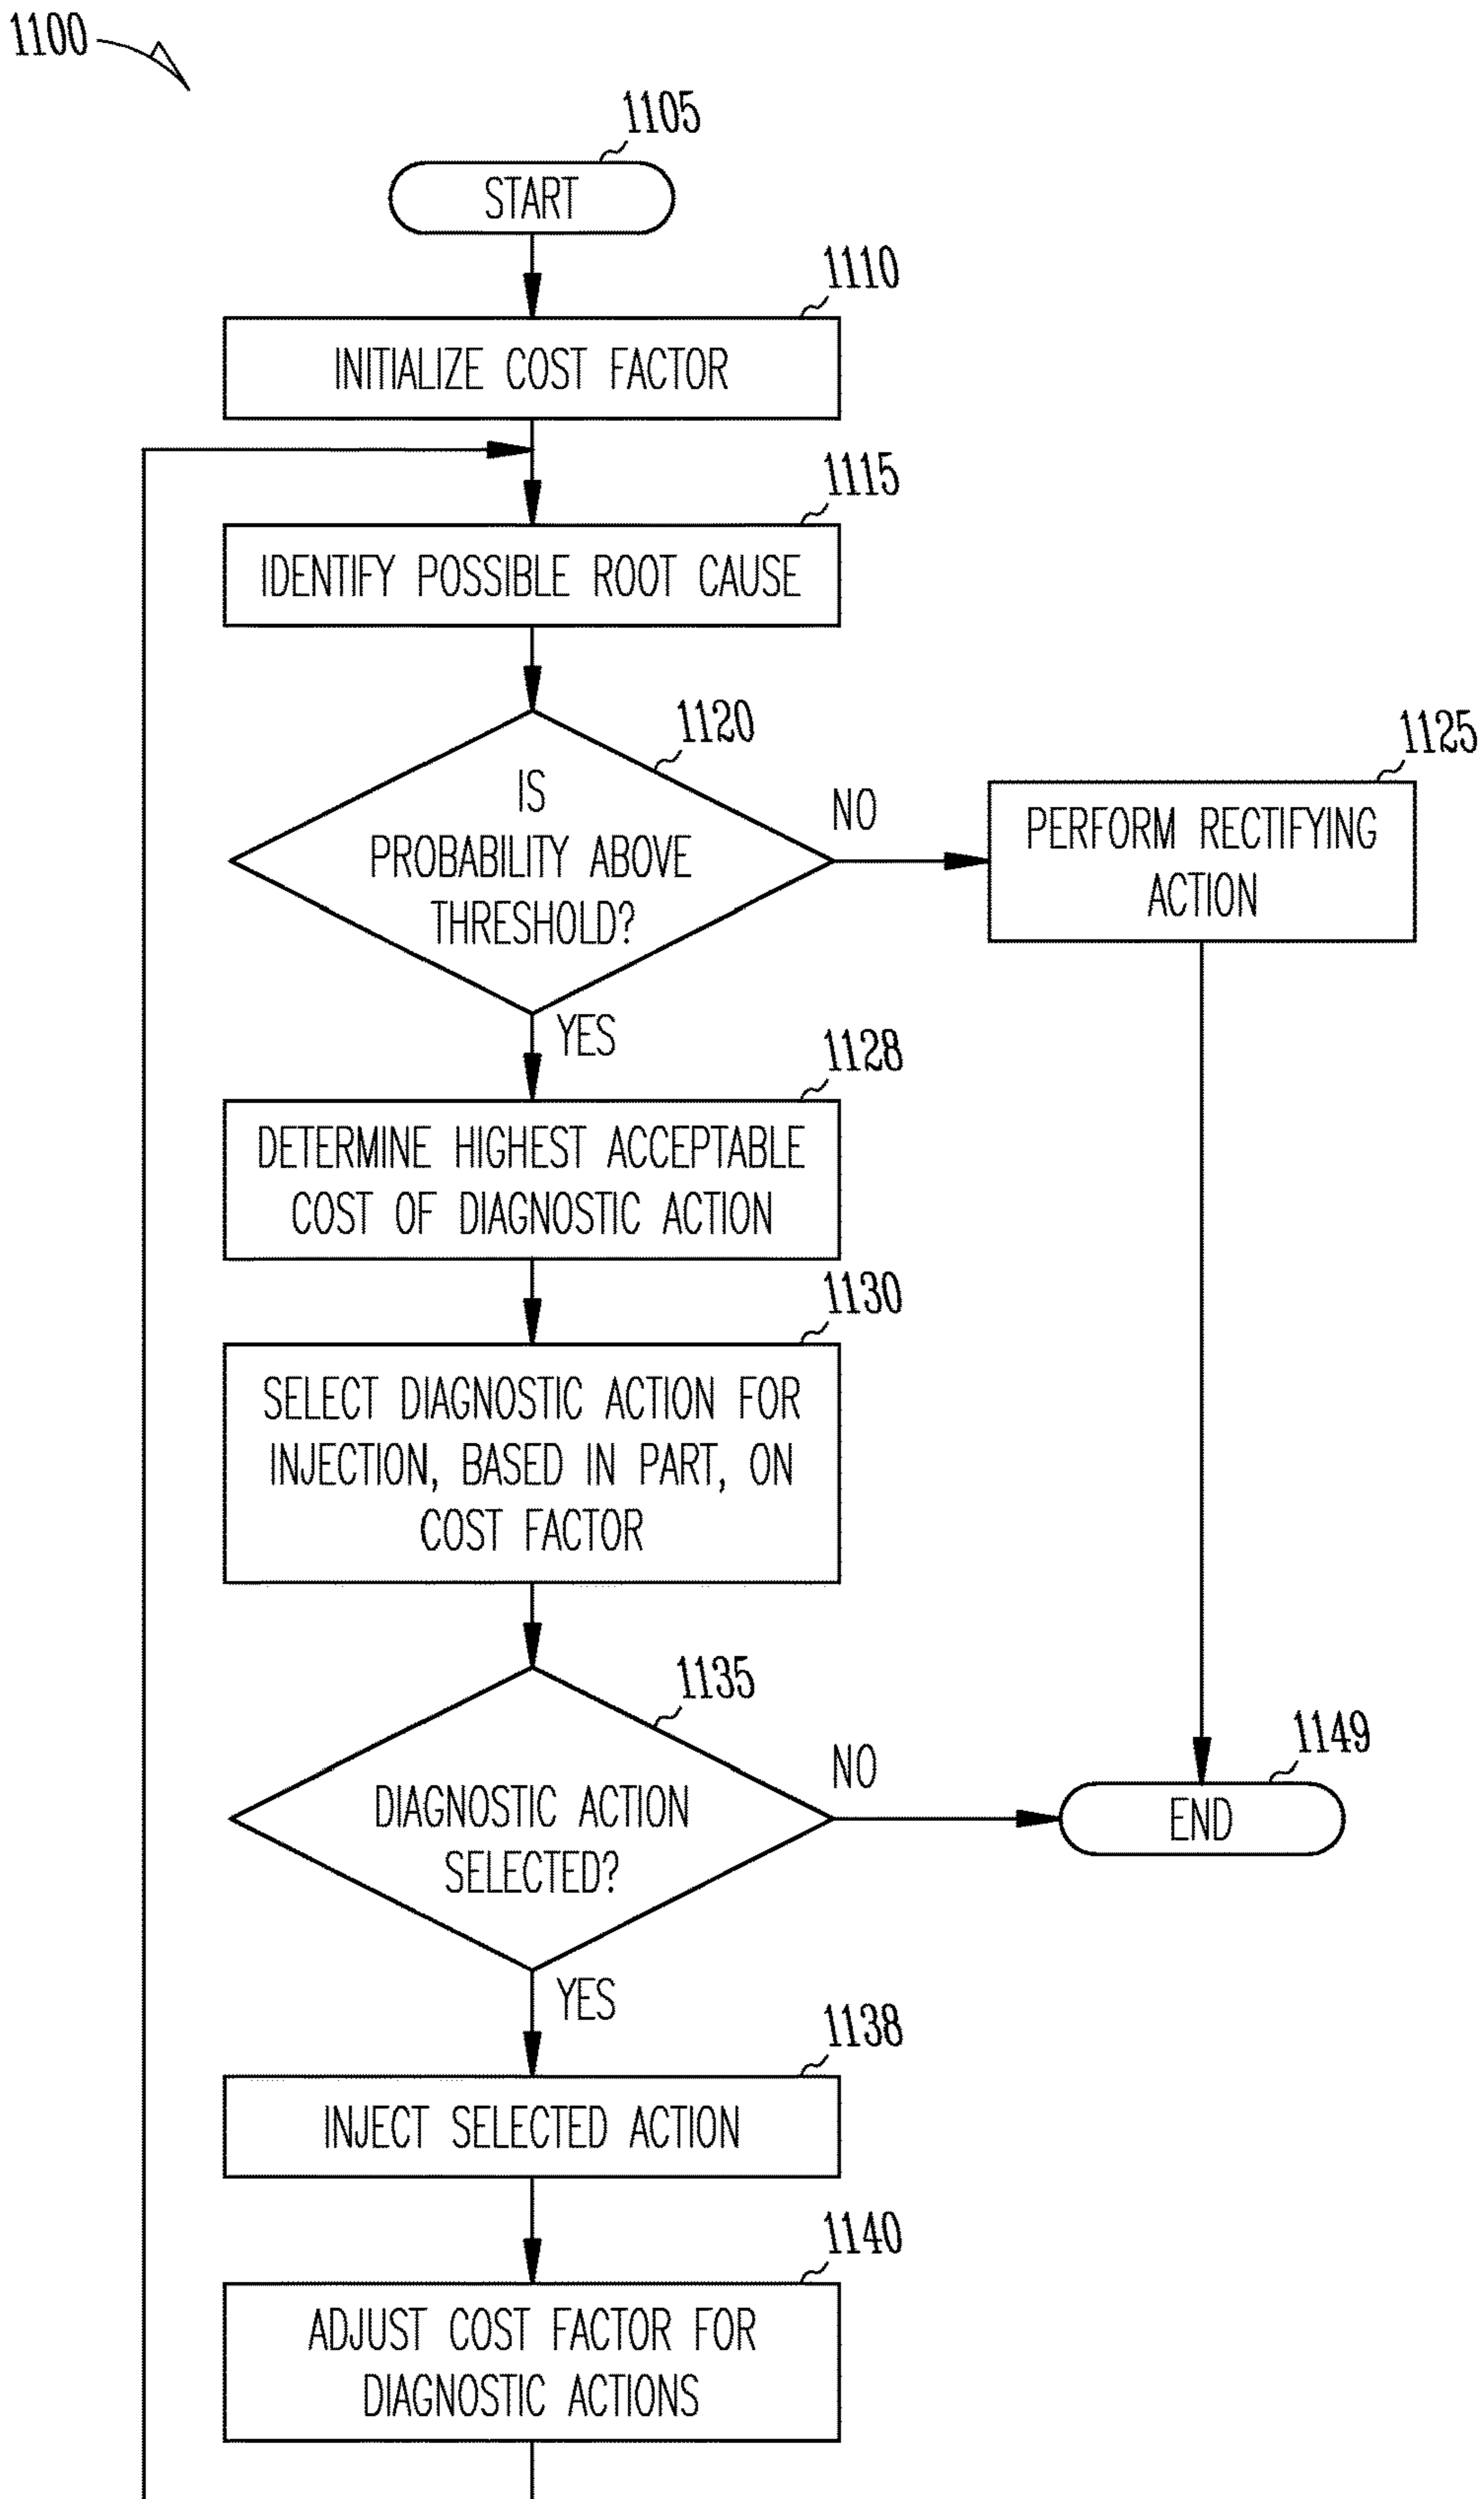 1100
1105
START
1110
INITIALIZE COST FACTOR
1115
IDENTIFY POSSIBLE ROOT CAUSE
1120
IS
PROBABILITY ABOVE
THRESHOLD?
NO
1125
PERFORM RECTIFYING
ACTION
YES
1128
DETERMINE HIGHEST ACCEPTABLE
COST OF DIAGNOSTIC ACTION
1130
SELECT DIAGNOSTIC ACTION FOR
INJECTION, BASED IN PART, ON
COST FACTOR
1135
DIAGNOSTIC ACTION
SELECTED?
NO
1149
END
YES
1138
INJECT SELECTED ACTION
1140
ADJUST COST FACTOR FOR
DIAGNOSTIC ACTIONS